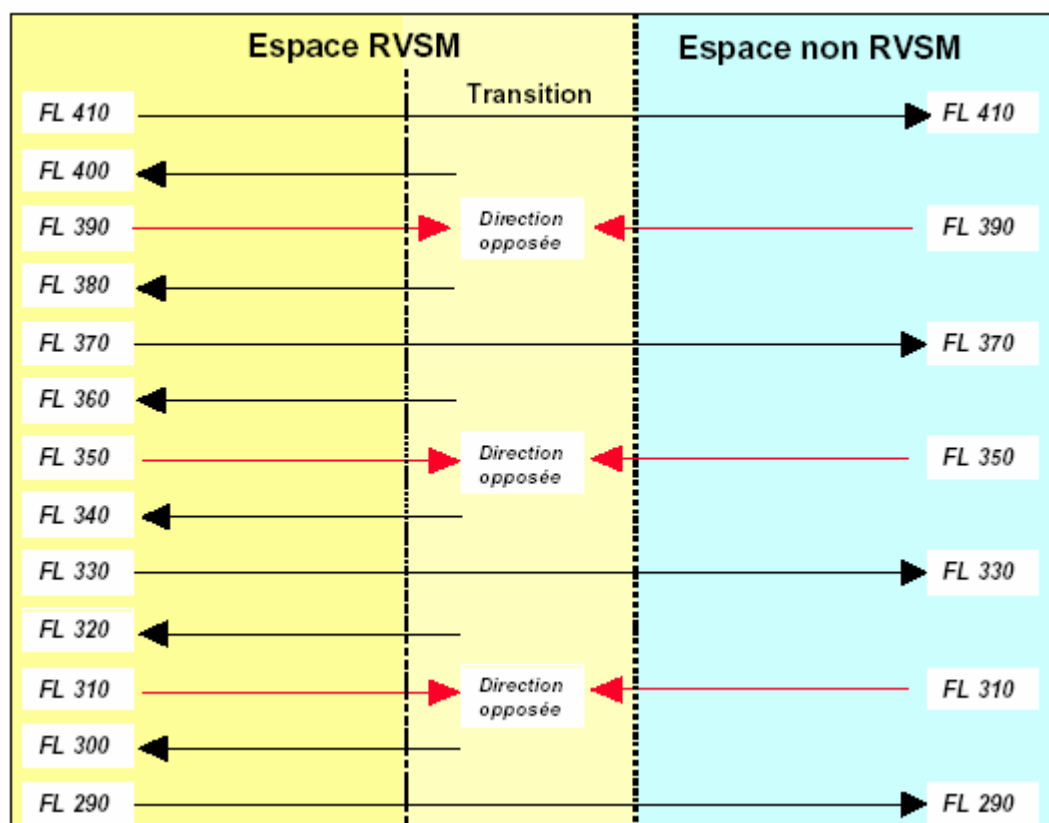 Espace RVSM
Espace non RVSM
Transition
FL 410
FL 410
FL 400
FL 390
Direction
opposée
FL 390
FL 380
FL 370
FL 370
FL 360
FL 350
Direction
opposée
FL 350
FL 340
FL 330
FL 330
FL 320
FL 310
Direction
opposée
FL 310
FL 300
FL 290
FL 290